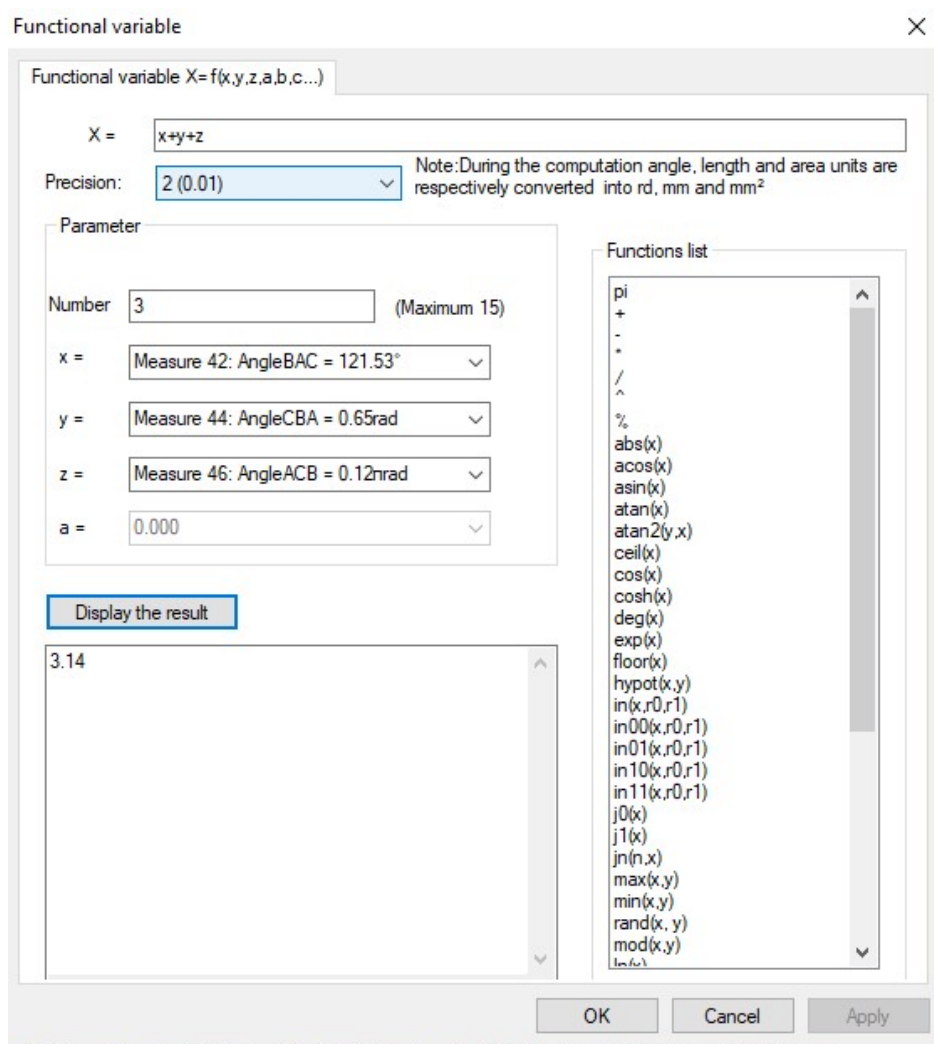 Functional variable
Functional variable X=f(x,y,z,a,b,c...)
X =
x+y+z
Precision:
2 (0.01)
Note:During the computation angle, length and area units are
respectively converted into rd, mm and mm²
Parameter
Number
3
(Maximum 15)
x =
Measure 42: AngleBAC = 121.53°
y =
Measure 44: AngleCBA = 0.65rad
z =
Measure 46: AngleACB = 0.12πrad
a =
0.000
Display the result
3.14
Functions list
pi
+
-
*
/
^
%
abs(x)
acos(x)
asin(x)
atan(x)
atan2(y,x)
ceil(x)
cos(x)
cosh(x)
deg(x)
exp(x)
floor(x)
hypot(x,y)
in(x,r0,r1)
in00(x,r0,r1)
in01(x,r0,r1)
in10(x,r0,r1)
in11(x,r0,r1)
j0(x)
j1(x)
jn(n,x)
max(x,y)
min(x,y)
rand(x, y)
mod(x,y)
OK
Cancel
Apply